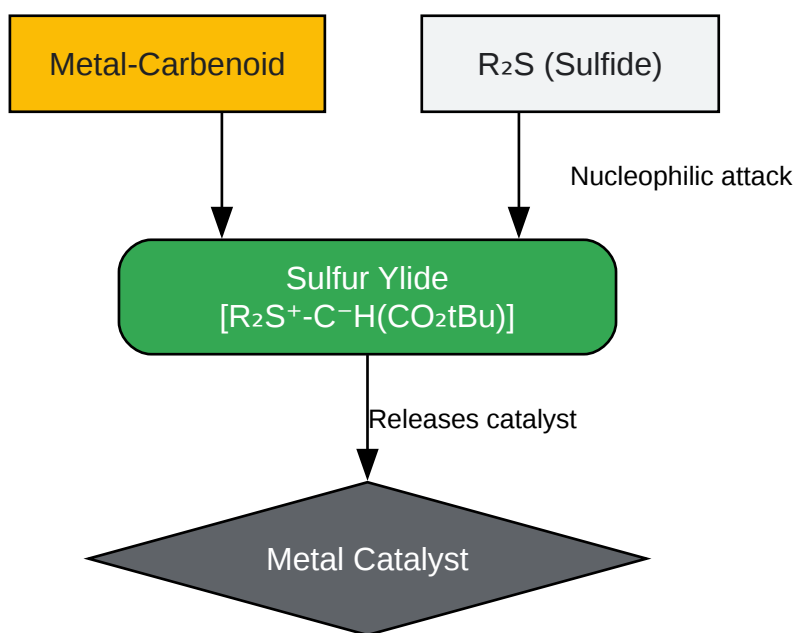 Metal-Carbenoid
R₂S (Sulfide)
Nucleophilic attack
Sulfur Ylide
[R₂S⁺-C⁻H(CO₂tBu)]
Releases catalyst
Metal Catalyst